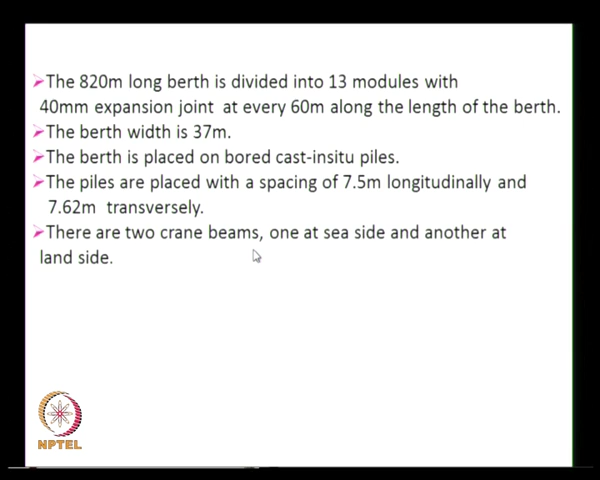 ➢The 820m long berth is divided into 13 modules with
40mm expansion joint at every 60m along the length of the berth.
➢The berth width is 37m.
➢The berth is placed on bored cast-insitu piles.
➢The piles are placed with a spacing of 7.5m longitudinally and
7.62m transversely.
➢There are two crane beams, one at sea side and another at
land side.
NPTEL